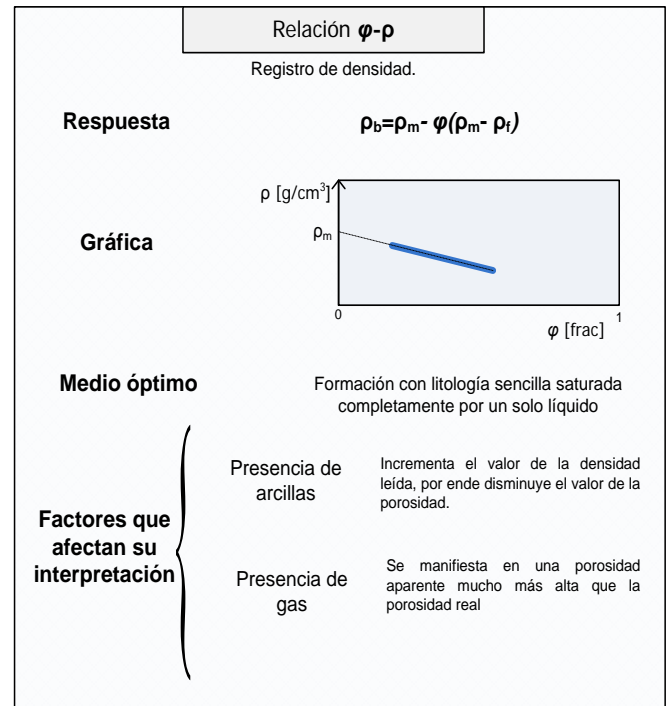 Relación φ-ρ
Registro de densidad.
Respuesta
ρb=ρm- φ(ρm- ρf)
Gráfica
ρ [g/cm³]
ρm
0
1
φ [frac]
Medio óptimo
Formación con litología sencilla saturada
completamente por un solo líquido
Factores que
afectan su
interpretación
Presencia de
arcillas
Incrementa el valor de la densidad
leída, por ende disminuye el valor de la
porosidad.
Presencia de
gas
Se manifiesta en una porosidad
aparente mucho más alta que la
porosidad real